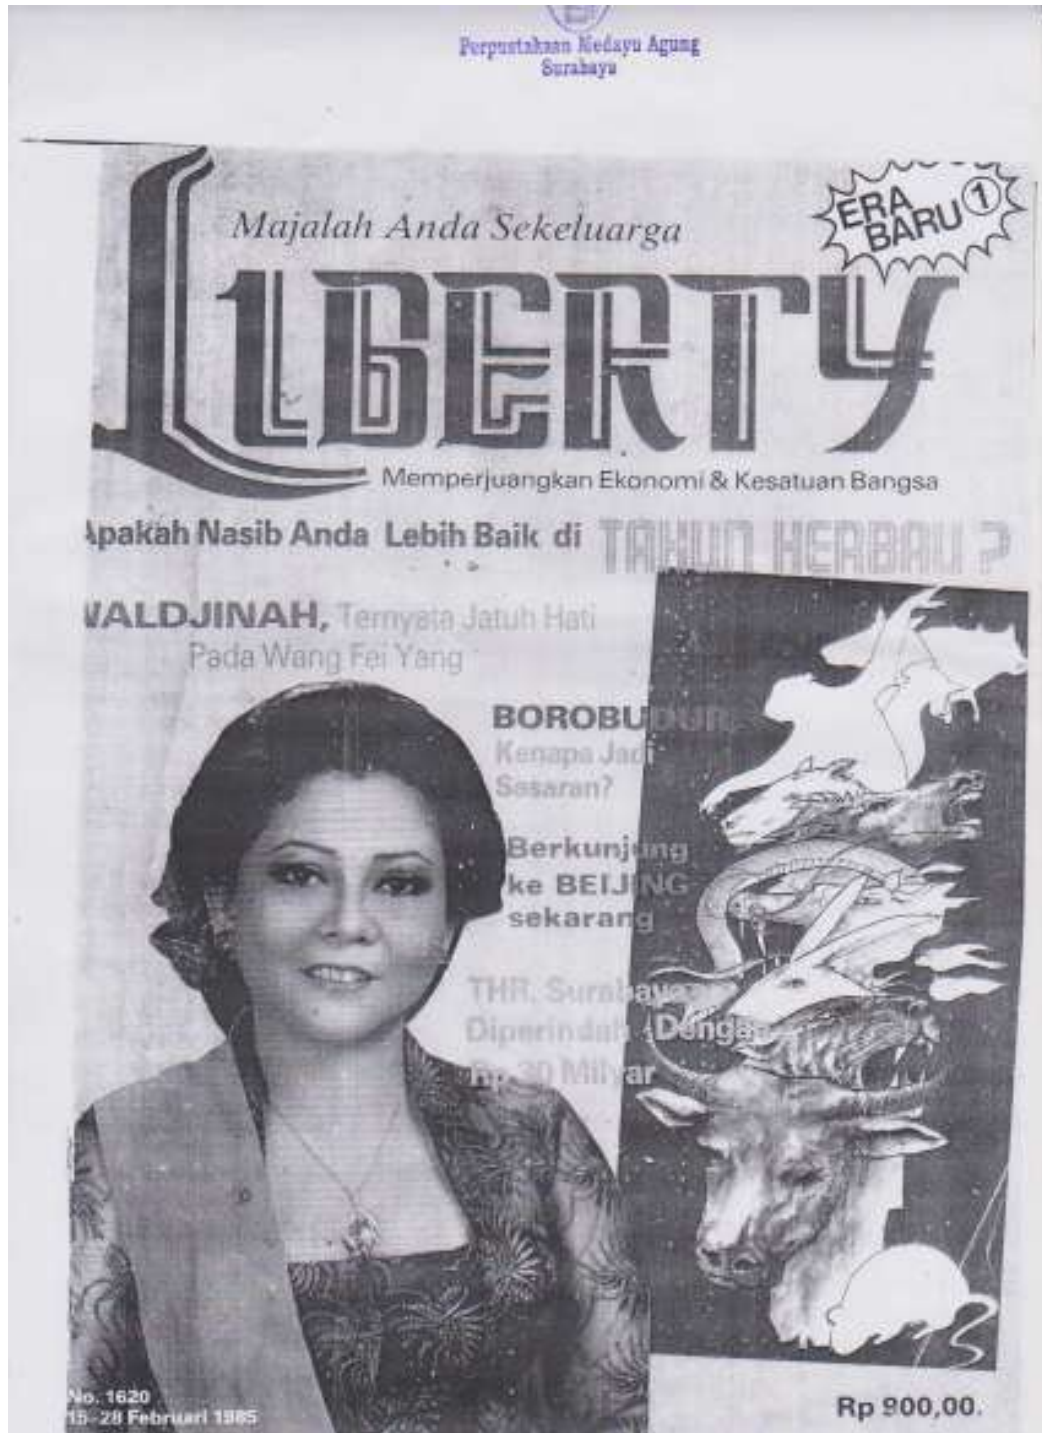 Perpustakaan Medayu Agung
Surabaya
ERA
BARU 1
Majalah Anda Sekeluarga
LIBERTY
Memperjuangkan Ekonomi & Kesatuan Bangsa
Apakah Nasib Anda Lebih Baik di TAHUN KERBAU?
WALDJINAH, Ternyata Jatuh Hati
Pada Wang Fei Yang
BOROBUDUR
Kenapa Jadi
Sasaran?
Berkunjung
ke BEIJING
sekarang
THR. Surabaya
Diperindah Dengan
Rp.30 Milyar
No. 1620
15-28 Februari 1985
Rp 900,00.